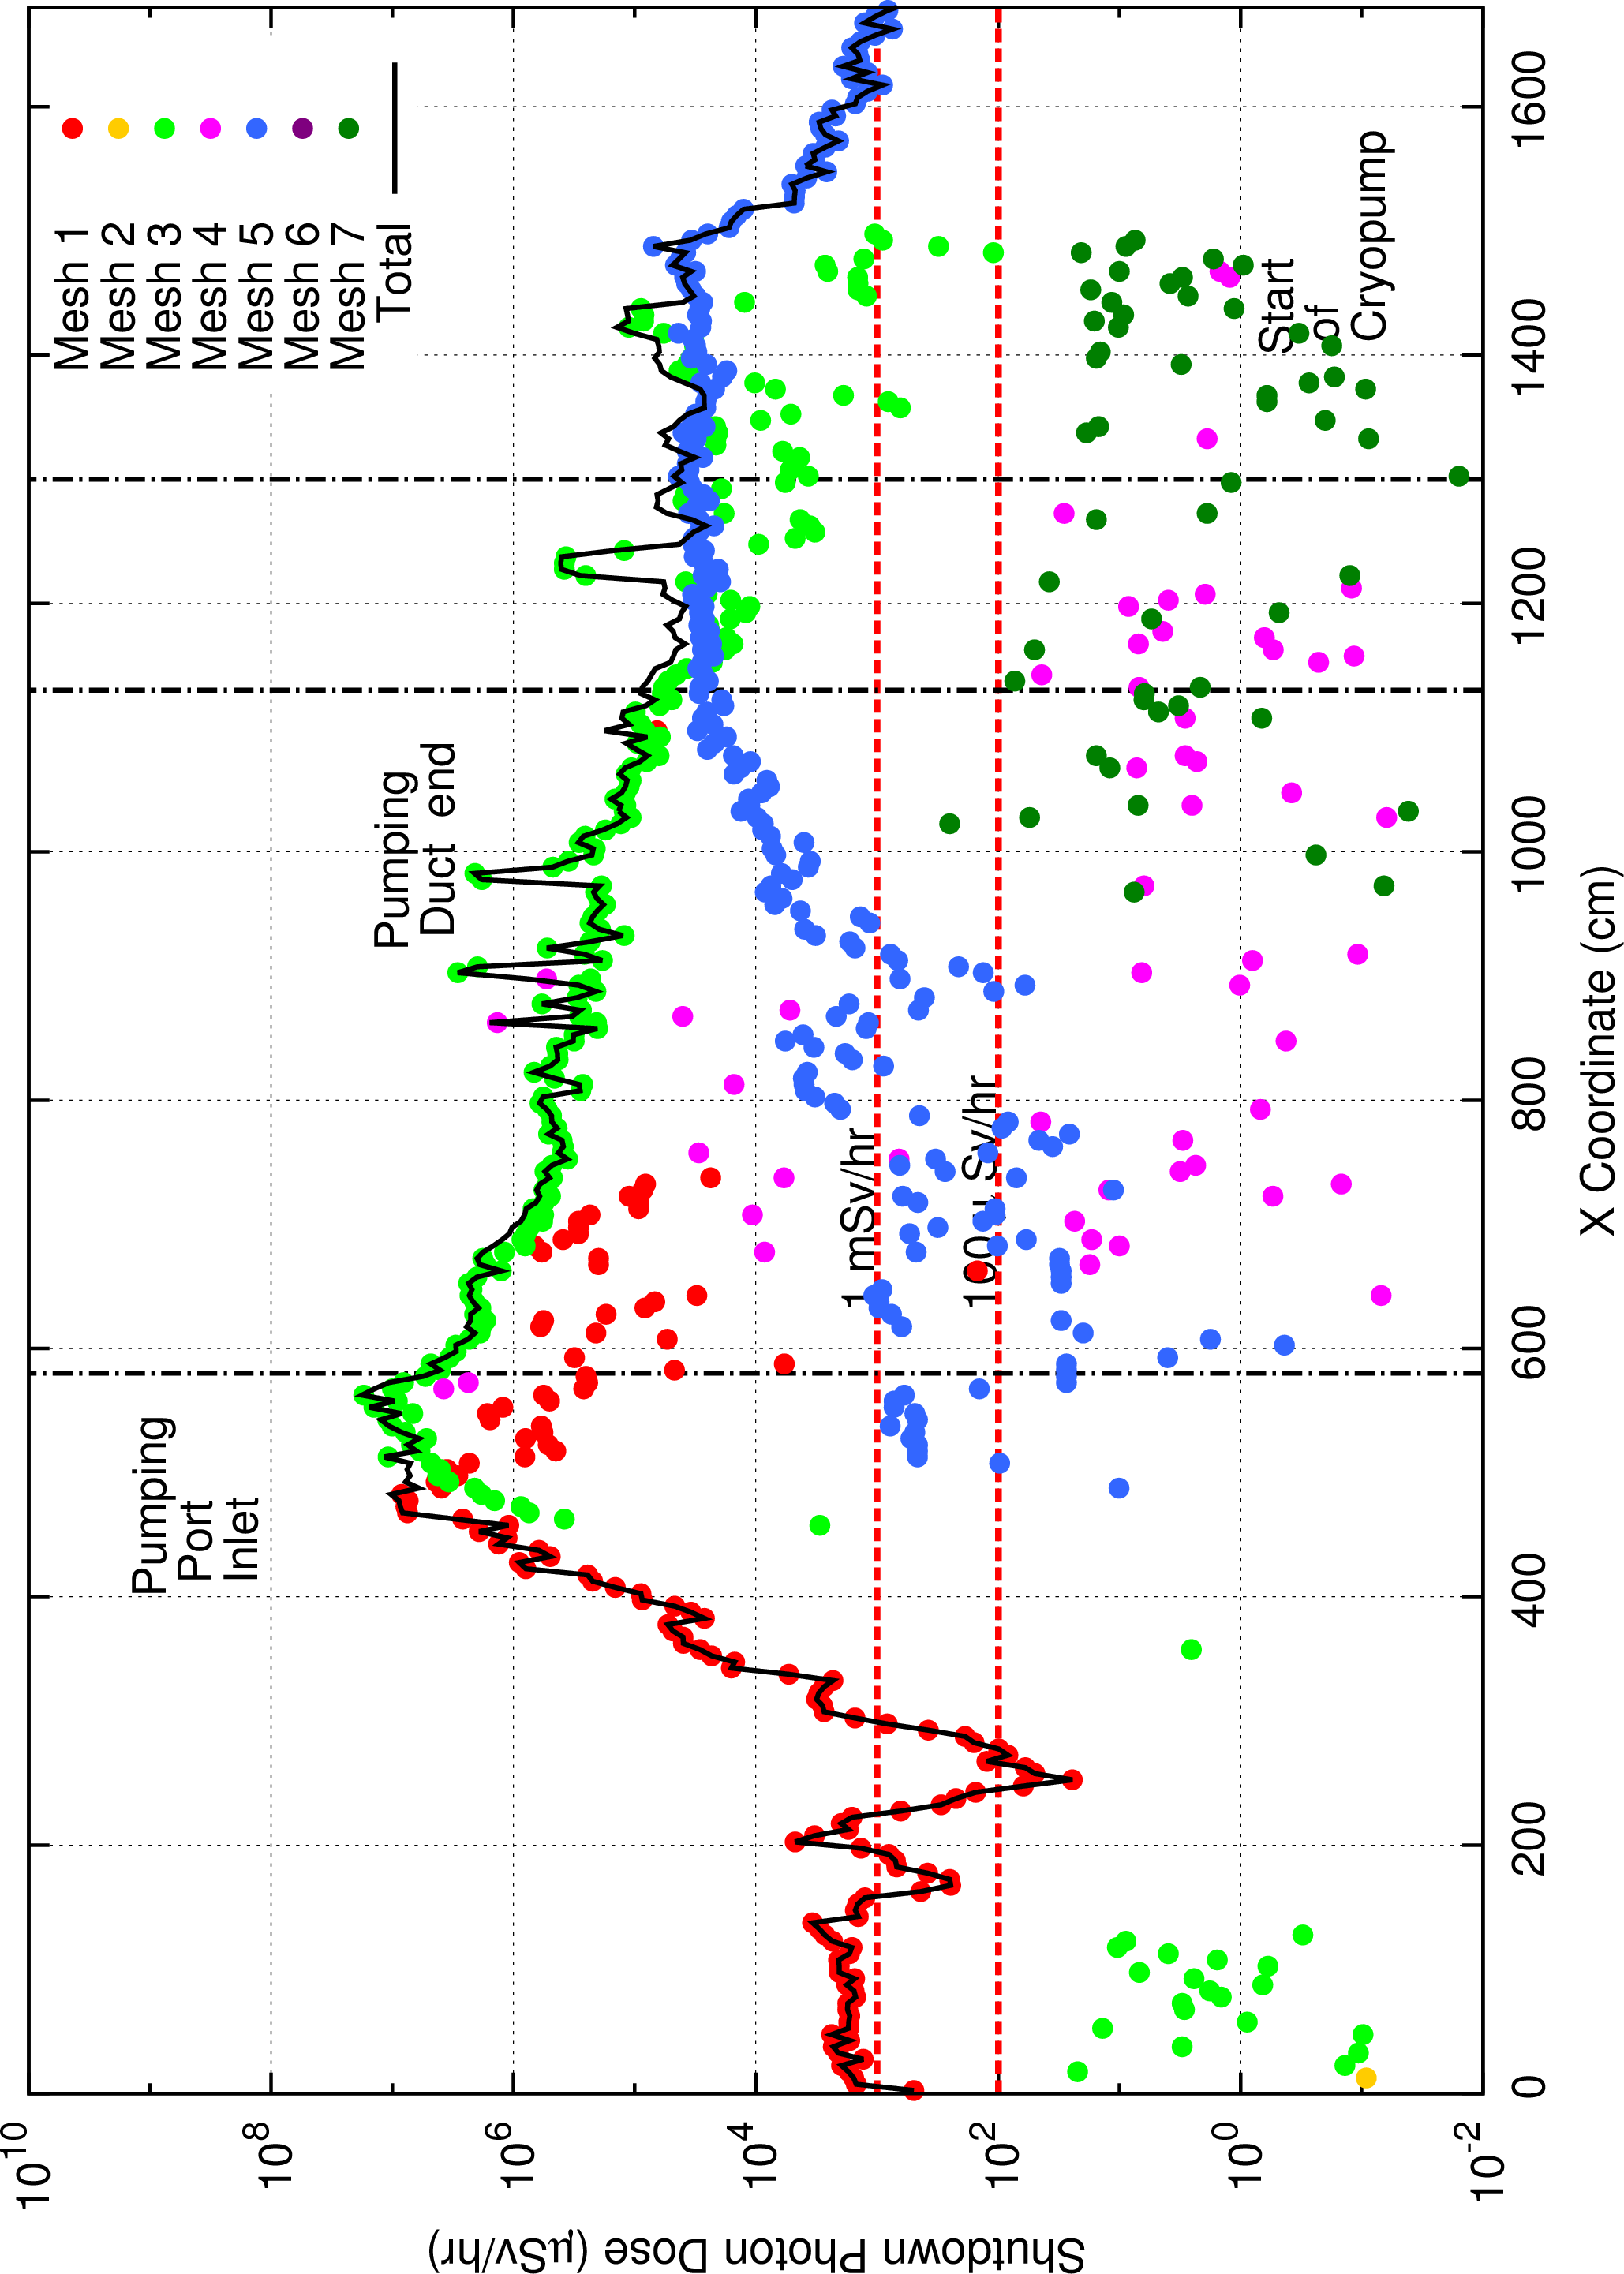 Mesh 1
Mesh 2
Mesh 3
Mesh 4
Mesh 5
Mesh 6
Mesh 7
Total
Pumping
Port
Inlet
Pumping
Duct end
Start
of
Cryopump
1 mSv/hr
100 μ Sv/hr
10^10
10^8
10^6
10^4
10^2
10^0
10^-2
Shutdown Photon Dose (μSv/hr)
0 200 400 600 800 1000 1200 1400 1600
X Coordinate (cm)